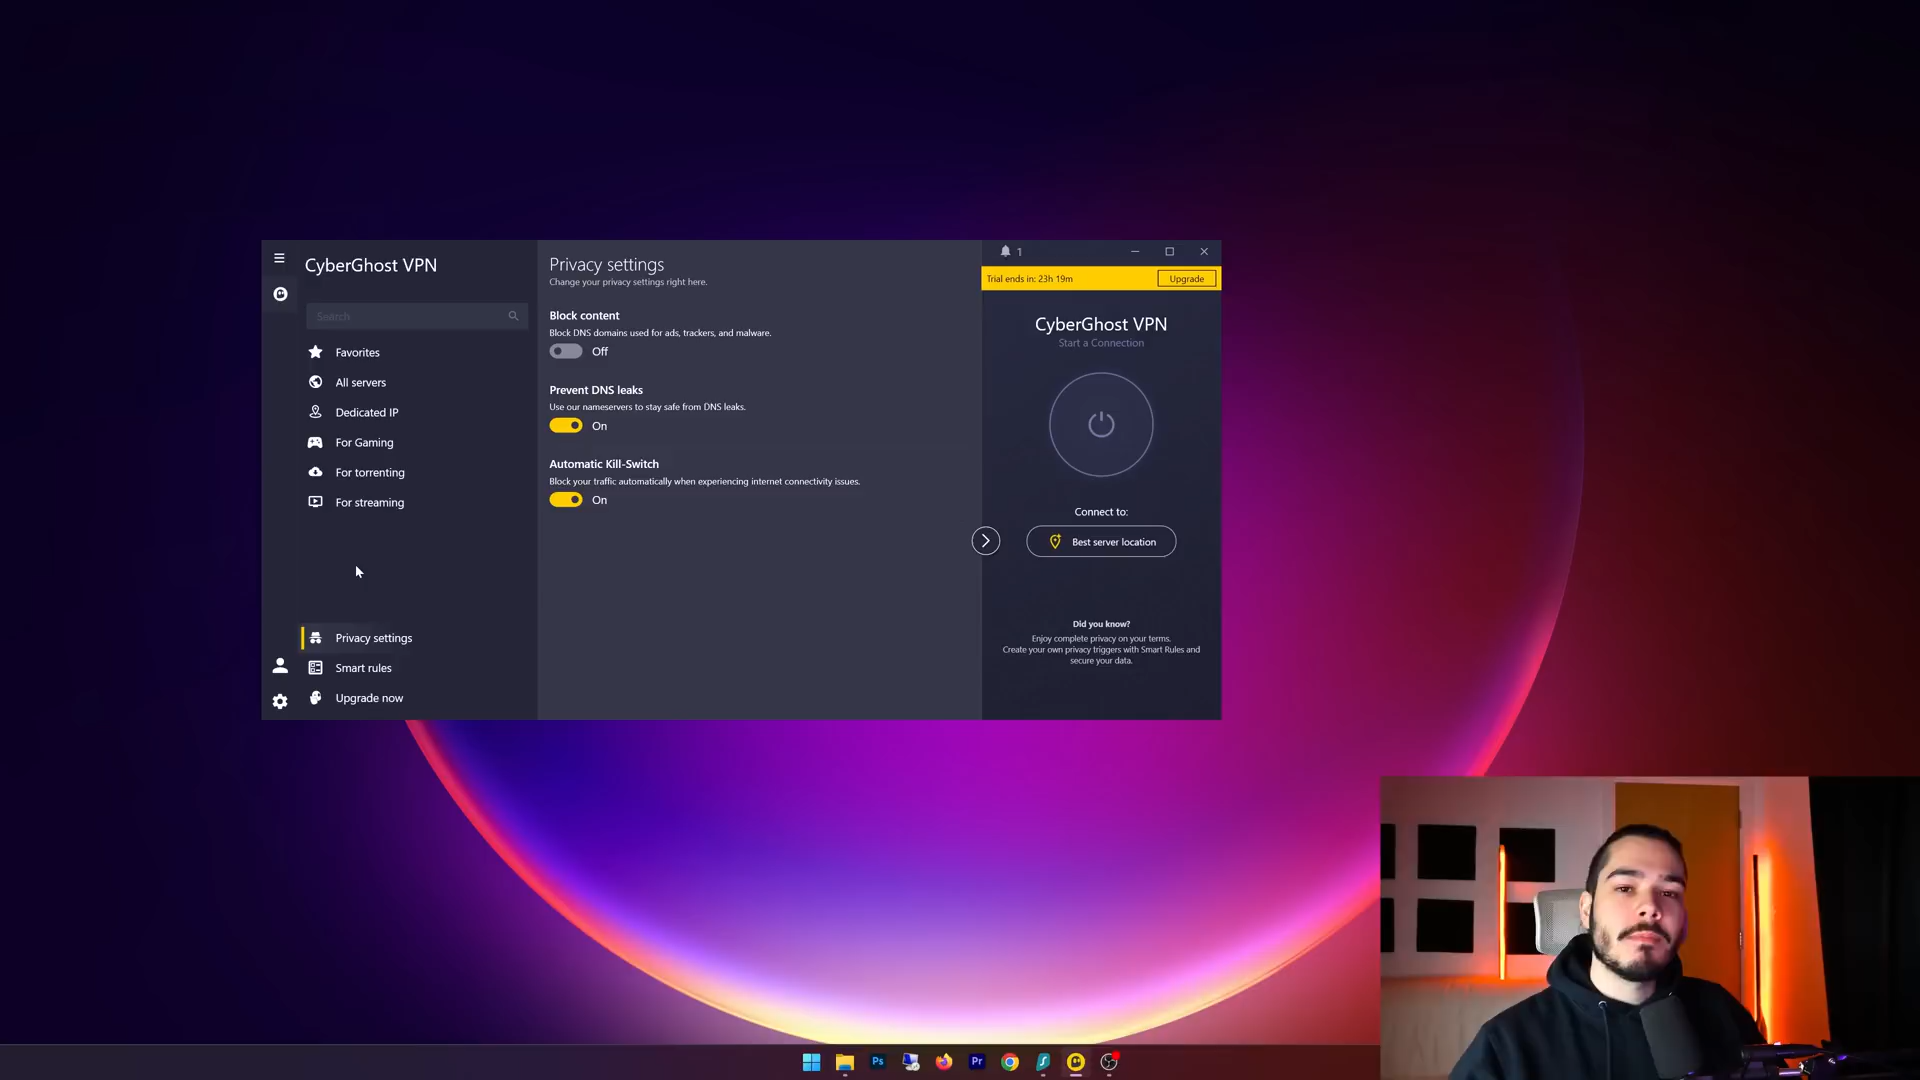 CyberGhost VPN
Search
Favorites
All servers
Dedicated IP
For Gaming
For torrenting
For streaming
Privacy settings
Smart rules
Upgrade now
Privacy settings
Change your privacy settings right here.
Block content
Block DNS domains used for ads, trackers, and malware.
Off
Prevent DNS leaks
Use our nameservers to stay safe from DNS leaks.
On
Automatic Kill-Switch
Block your traffic automatically when experiencing internet connectivity issues.
On
1
Trial ends in: 23h 19m
Upgrade
CyberGhost VPN
Start a Connection
Connect to:
Best server location
Did you know?
Enjoy complete privacy on your terms.
Create your own privacy triggers with Smart Rules and
secure your data.
Ps
Pr